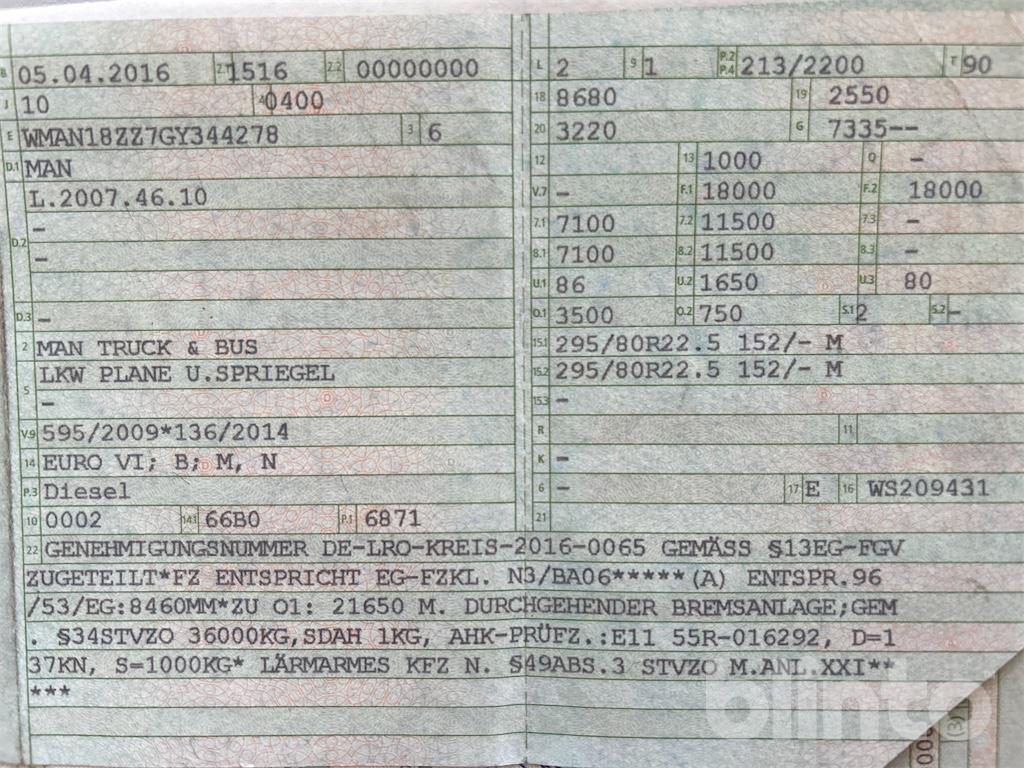 B 05.04.2016 2.1 1516 2.2 00000000
J 10 4 0400
E WMAN18ZZ7GY344278 3 6
D.1 MAN
L.2007.46.10
D.2 –
–
D.3 –
2 MAN TRUCK & BUS
LKW PLANE U.SPRIEGEL
5 –
V.9 595/2009*136/2014
14 EURO VI; B; M, N
P.3 Diesel
10 0002 14.1 66B0 P.1 6871
L 2 9 1 P.2 P.4 213/2200 T 90
18 8680 19 2550
20 3220 G 7335--
12 13 1000 Q –
V.7 – F.1 18000 F.2 18000
7.1 7100 7.2 11500 7.3 –
8.1 7100 8.2 11500 8.3 –
U.1 86 U.2 1650 U.3 80
O.1 3500 O.2 750 S.1 2 S.2 –
15.1 295/80R22.5 152/- M
15.2 295/80R22.5 152/- M
15.3 –
R 11
K –
6 – 17 E 16 WS209431
21
22 GENEHMIGUNGSNUMMER DE-LRO-KREIS-2016-0065 GEMÄSS §13EG-FGV
ZUGETEILT*FZ ENTSPRICHT EG-FZKL. N3/BA06*****(A) ENTSPR.96
/53/EG:8460MM*ZU O1: 21650 M. DURCHGEHENDER BREMSANLAGE;GEM
. §34STVZO 36000KG,SDAH 1KG, AHK-PRÜFZ.:E11 55R-016292, D=1
37KN, S=1000KG* LÄRMARMES KFZ N. §49ABS.3 STVZO M.ANL.XXI**
***
blinto
(3)